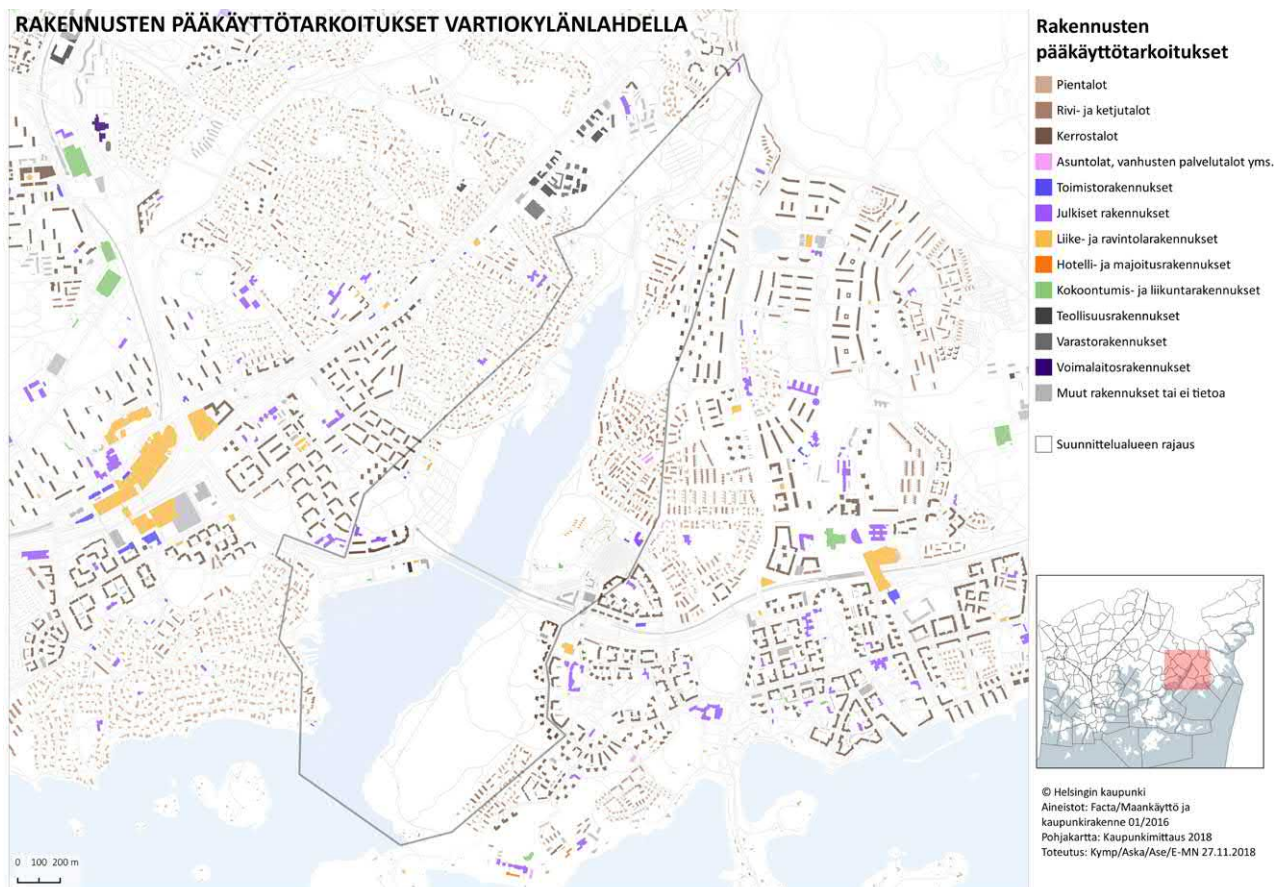 RAKENNUSTEN PÄÄKÄYTTÖTARKOITUKSET VARTIOKYLÄNLAHDELLA
Rakennusten
pääkäyttötarkoitukset
Pientalot
Rivi- ja ketjutalot
Kerrostalot
Asuntolat, vanhusten palvelutalot yms.
Toimistorakennukset
Julkiset rakennukset
Liike- ja ravintolarakennukset
Hotelli- ja majoitusrakennukset
Kokoontumis- ja liikuntarakennukset
Teollisuusrakennukset
Varastorakennukset
Voimalaitosrakennukset
Muut rakennukset tai ei tietoa
Suunnittelualueen rajaus
© Helsingin kaupunki
Aineistot: Facta/Maankäyttö ja
kaupunkirakenne 01/2016
Pohjakartta: Kaupunkimittaus 2018
Toteutus: Kymp/Aska/Ase/E-MN 27.11.2018
0 100 200 m